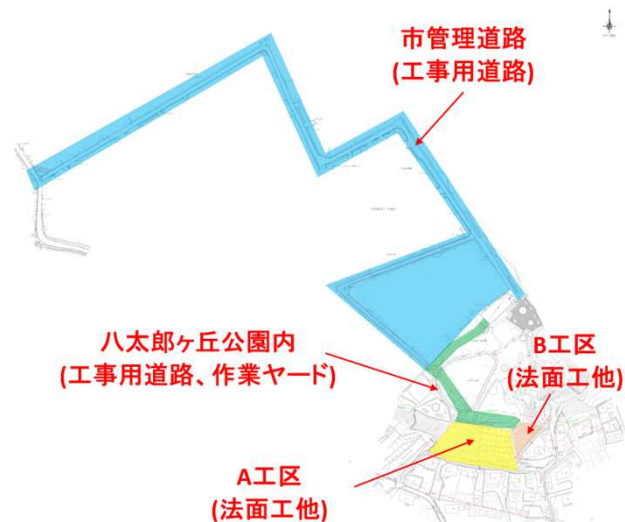 市管理道路
(工事用道路)
八太郎ヶ丘公園内
(工事用道路、作業ヤード)
B工区
(法面工他)
A工区
(法面工他)